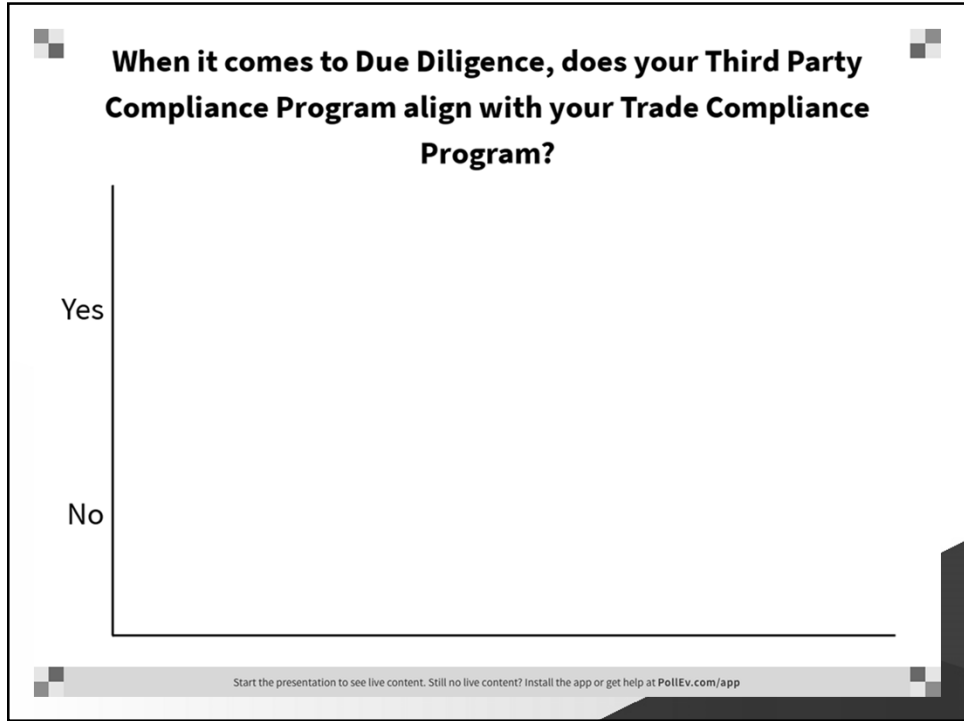 When it comes to Due Diligence, does your Third Party
Compliance Program align with your Trade Compliance
Program?
Yes
No
Start the presentation to see live content. Still no live content? Install the app or get help at PollEv.com/app